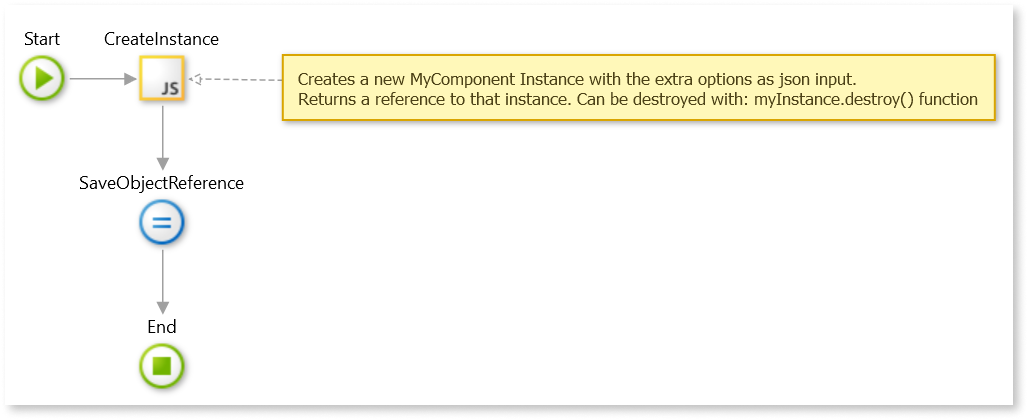 Start
CreateInstance
JS
Creates a new MyComponent Instance with the extra options as json input.
Returns a reference to that instance. Can be destroyed with: myInstance.destroy() function
SaveObjectReference
End